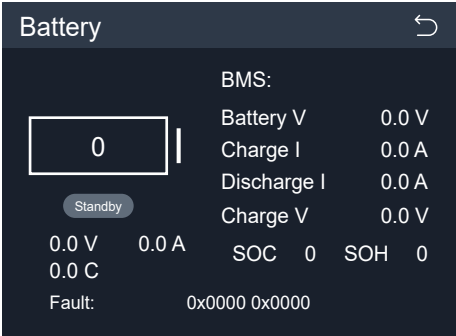 Battery
BMS:
Battery V 0.0 V
0
Charge I 0.0 A
Discharge I 0.0 A
Standby
Charge V 0.0 V
0.0 V 0.0 A
SOC 0 SOH 0
0.0 C
Fault: 0x0000 0x0000